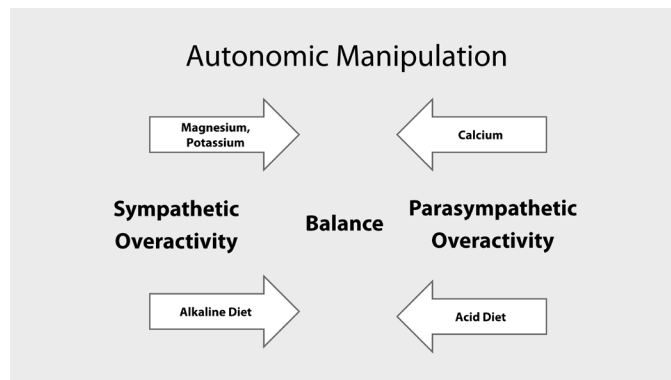 Autonomic Manipulation
Magnesium,
Potassium
Calcium
Sympathetic
Overactivity
Balance
Parasympathetic
Overactivity
Alkaline Diet
Acid Diet